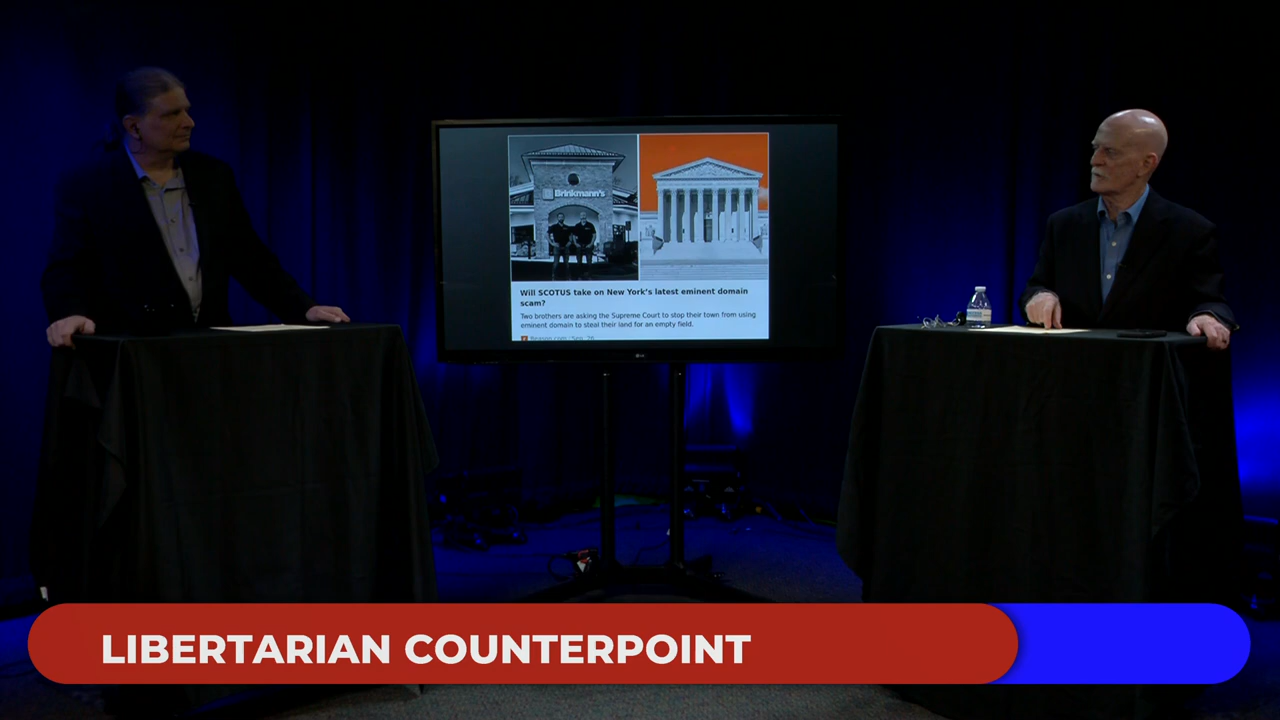 Brinkmann's
Will SCOTUS take on New York's latest eminent domain
scam?
Two brothers are asking the Supreme Court to stop their town from using
eminent domain to steal their land for an empty field.
LG
LIBERTARIAN COUNTERPOINT